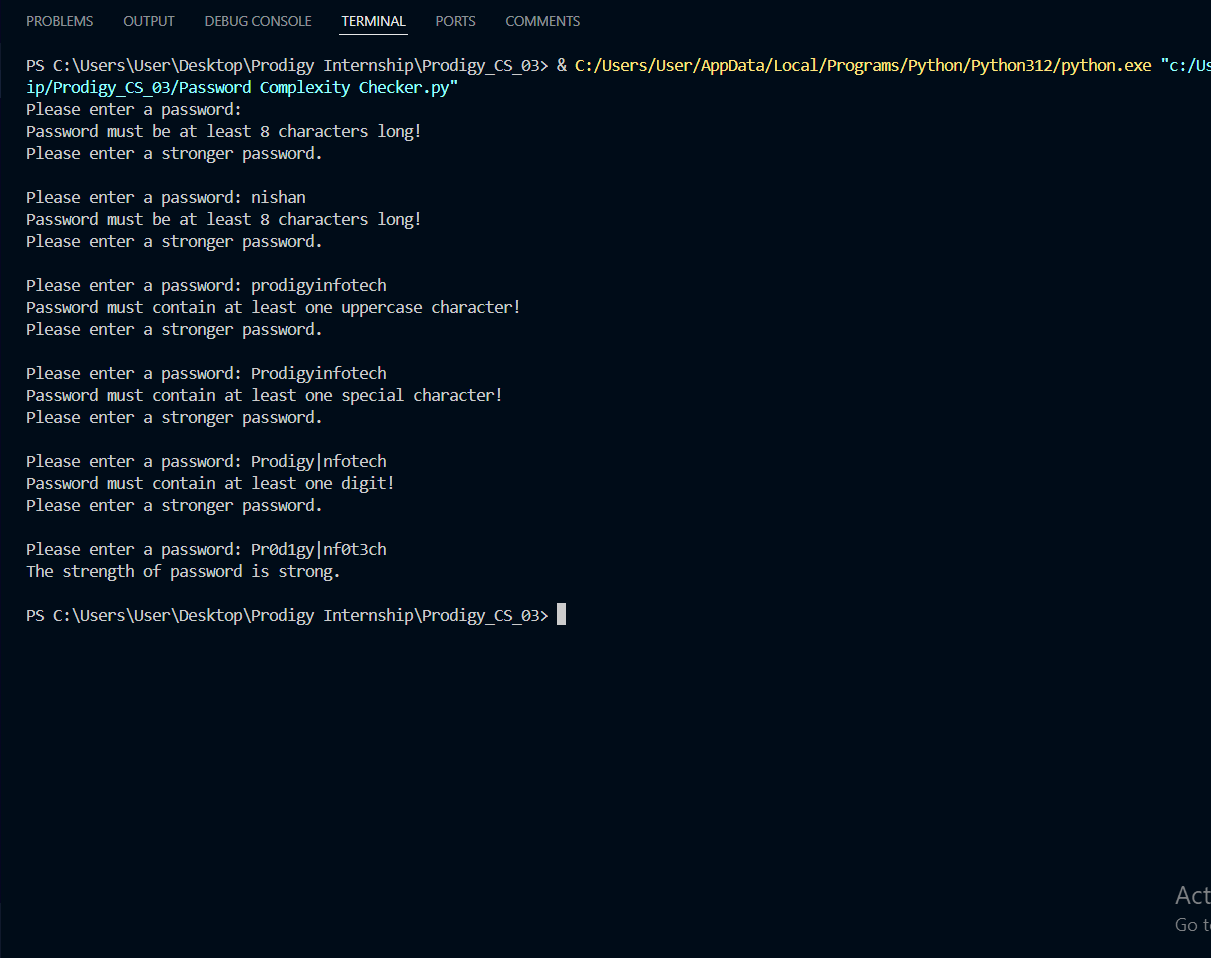 PROBLEMS OUTPUT DEBUG CONSOLE TERMINAL PORTS COMMENTS
PS C:\Users\User\Desktop\Prodigy Internship\Prodigy_CS_03> & C:/Users/User/AppData/Local/Programs/Python/Python312/python.exe "c:/Us
ip/Prodigy_CS_03/Password Complexity Checker.py"
Please enter a password:
Password must be at least 8 characters long!
Please enter a stronger password.
Please enter a password: nishan
Password must be at least 8 characters long!
Please enter a stronger password.
Please enter a password: prodigyinfotech
Password must contain at least one uppercase character!
Please enter a stronger password.
Please enter a password: Prodigyinfotech
Password must contain at least one special character!
Please enter a stronger password.
Please enter a password: Prodigy|nfotech
Password must contain at least one digit!
Please enter a stronger password.
Please enter a password: Pr0d1gy|nf0t3ch
The strength of password is strong.
PS C:\Users\User\Desktop\Prodigy Internship\Prodigy_CS_03>
Act
Go t